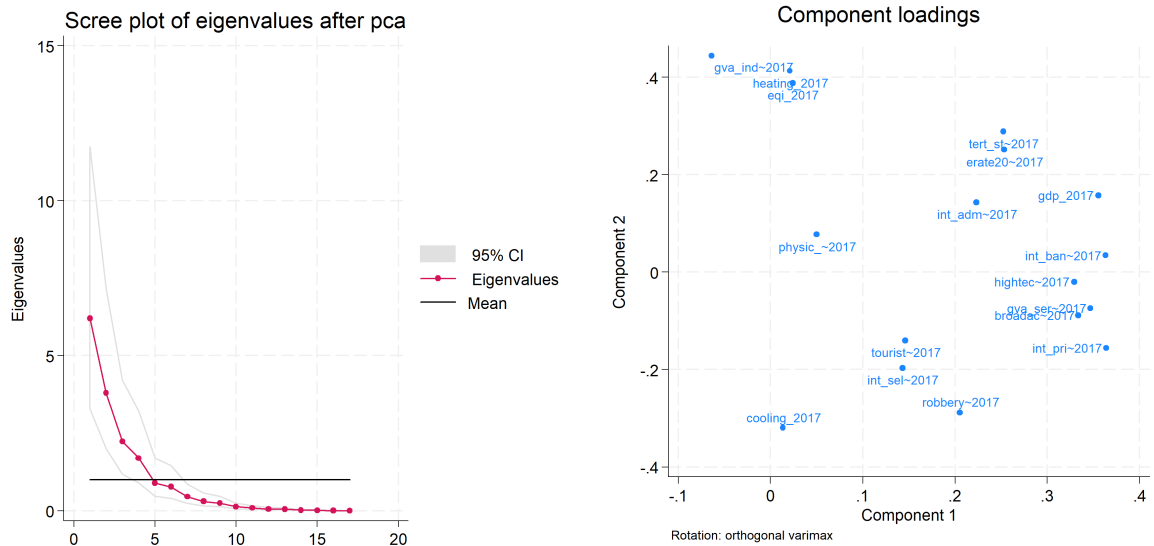 Scree plot of eigenvalues after pca
15
10
5
0
Eigenvalues
0 5 10 15 20
95% CI
Eigenvalues
Mean
Component loadings
.4
.2
0
-.2
-.4
Component 2
gva_ind~2017
heating_2017
eqi_2017
tert_st~2017
erate20~2017
gdp_2017
int_adm~2017
physic_~2017
int_ban~2017
hightec~2017
gva_ser~2017
broadac~2017
int_pri~2017
tourist~2017
int_sel~2017
robbery~2017
cooling_2017
-.1 0 .1 .2 .3 .4
Component 1
Rotation: orthogonal varimax